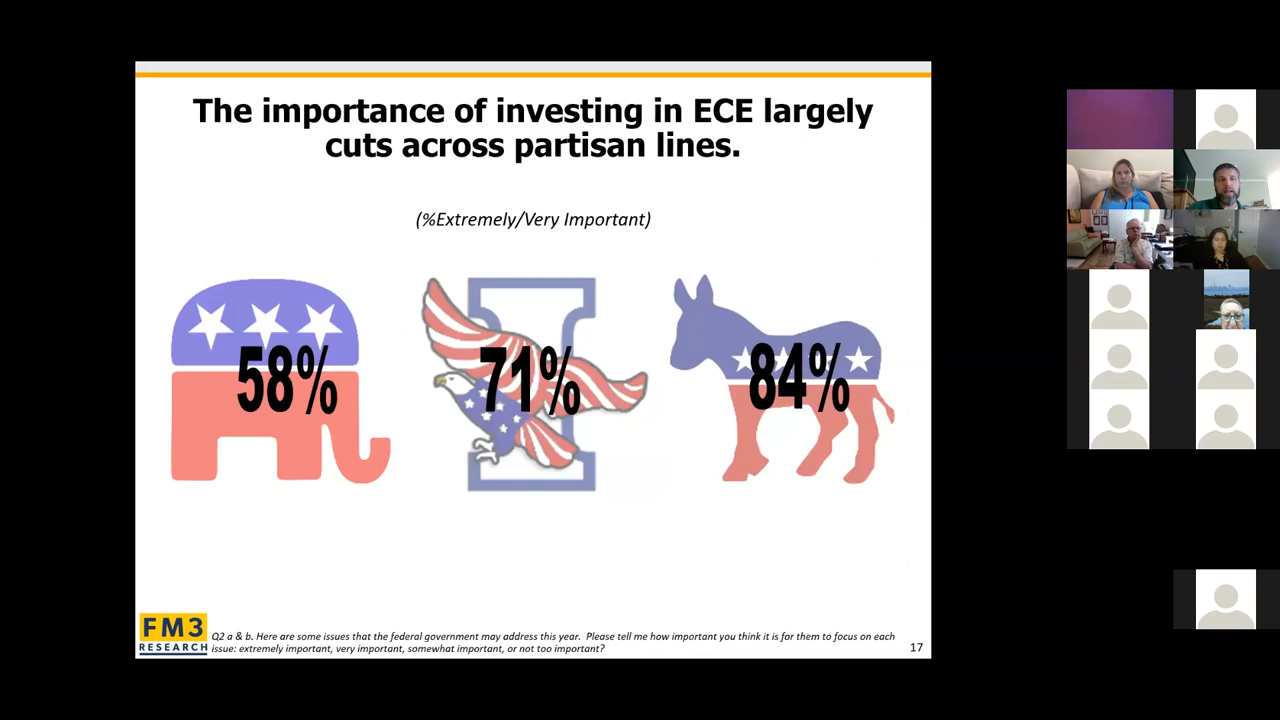 The importance of investing in ECE largely
cuts across partisan lines.
(%Extremely/Very Important)
58%
71%
84%
FM3
RESEARCH
Q2 a & b. Here are some issues that the federal government may address this year.  Please tell me how important you think it is for them to focus on each
issue: extremely important, very important, somewhat important, or not too important?
17